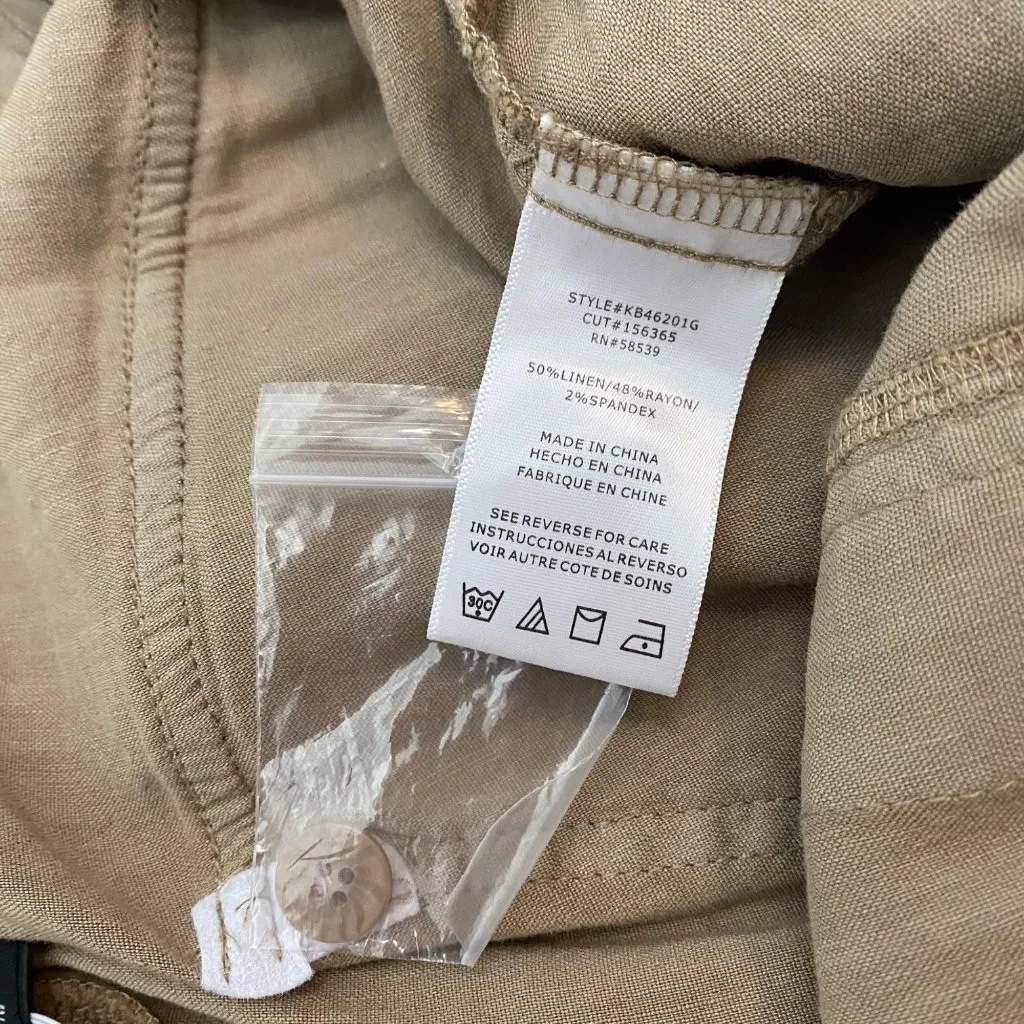 STYLE#KB46201G
CUT#156365
RN#58539
50%LINEN/48%RAYON/
2%SPANDEX
MADE IN CHINA
HECHO EN CHINA
FABRIQUE EN CHINE
SEE REVERSE FOR CARE
INSTRUCCIONES AL REVERSO
VOIR AUTRE COTE DE SOINS
30C